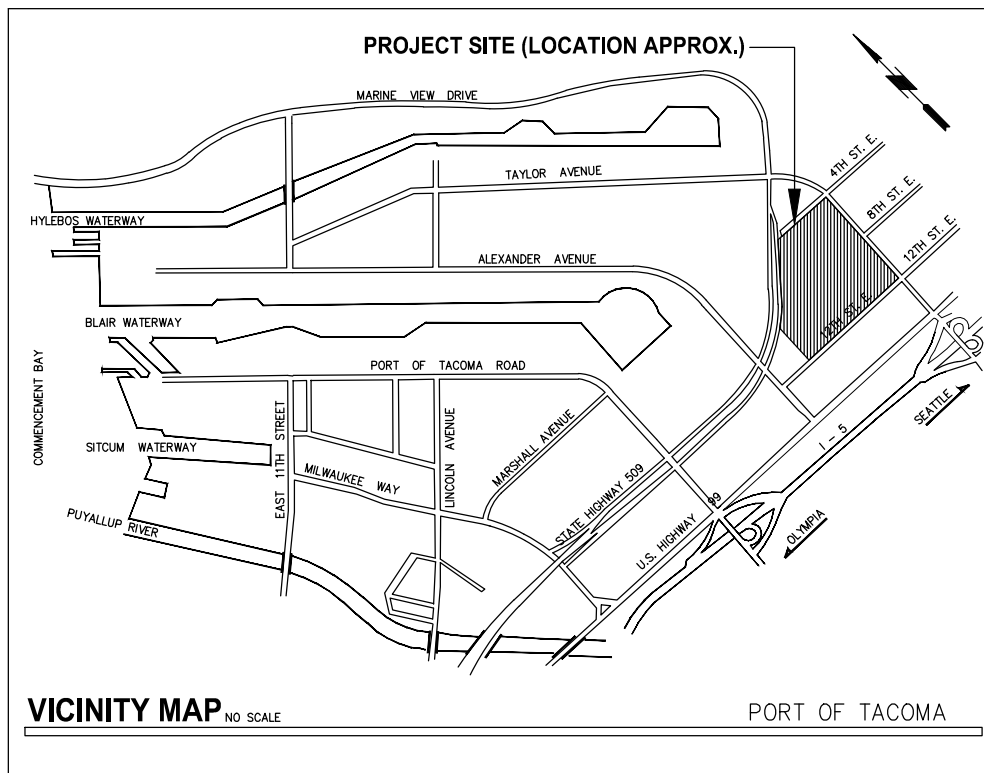 PROJECT SITE (LOCATION APPROX.)
MARINE VIEW DRIVE
4TH ST. E.
TAYLOR AVENUE
8TH ST. E.
HYLEBOS WATERWAY
12TH ST. E.
ALEXANDER AVENUE
12TH ST. E.
BLAIR WATERWAY
COMMENCEMENT BAY
PORT OF TACOMA ROAD
SEATTLE
EAST 11TH STREET
LINCOLN AVENUE
MARSHALL AVENUE
I - 5
SITCUM WATERWAY
MILWAUKEE WAY
STATE HIGHWAY 509
U.S. HIGHWAY 99
PUYALLUP RIVER
OLYMPIA
VICINITY MAP NO SCALE
PORT OF TACOMA